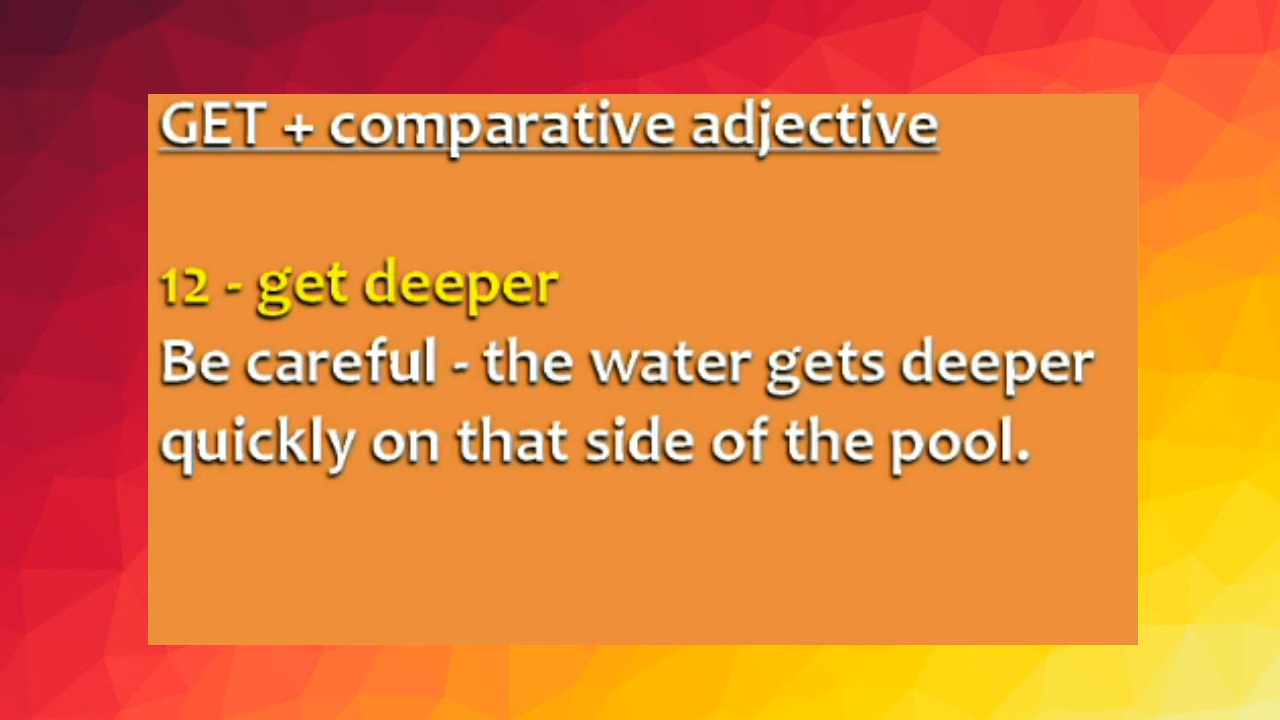 GET + comparative adjective
12 - get deeper
Be careful - the water gets deeper
quickly on that side of the pool.